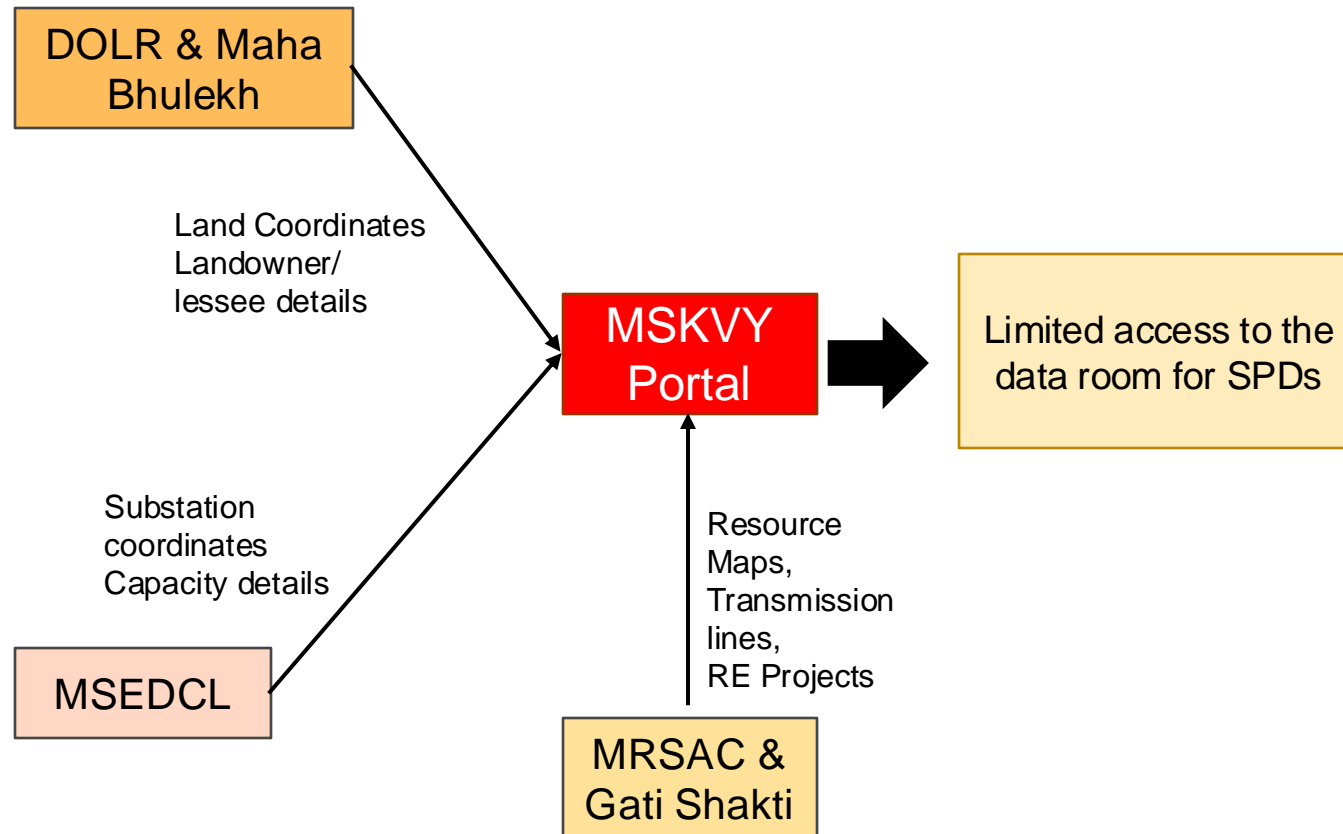 DOLR & Maha
Bhulekh
Land Coordinates
Landowner/
lessee details
MSKVY
Portal
Limited access to the
data room for SPDs
Substation
coordinates
Capacity details
Resource
Maps,
Transmission
lines,
RE Projects
MSEDCL
MRSAC &
Gati Shakti